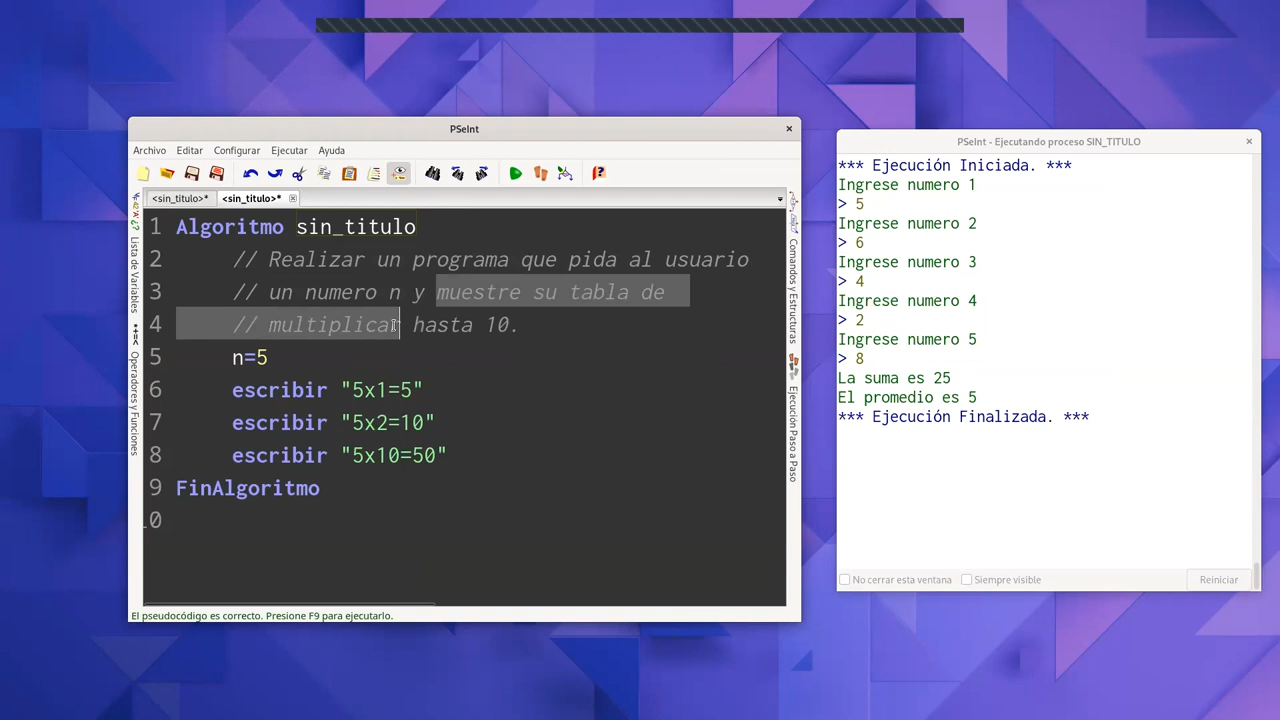 PSeInt
Archivo Editar Configurar Ejecutar Ayuda
<sin_titulo>* <sin_titulo>*
Lista de Variables
Operadores y Funciones
1 Algoritmo sin_titulo
2 // Realizar un programa que pida al usuario
3 // un numero n y muestre su tabla de
4 // multiplicar hasta 10.
5 n=5
6 escribir "5x1=5"
7 escribir "5x2=10"
8 escribir "5x10=50"
9 FinAlgoritmo
10
Comandos y Estructuras
Ejecución Paso a Paso
El pseudocódigo es correcto. Presione F9 para ejecutarlo.
PSeInt - Ejecutando proceso SIN_TITULO
*** Ejecución Iniciada. ***
Ingrese numero 1
> 5
Ingrese numero 2
> 6
Ingrese numero 3
> 4
Ingrese numero 4
> 2
Ingrese numero 5
> 8
La suma es 25
El promedio es 5
*** Ejecución Finalizada. ***
No cerrar esta ventana Siempre visible Reiniciar